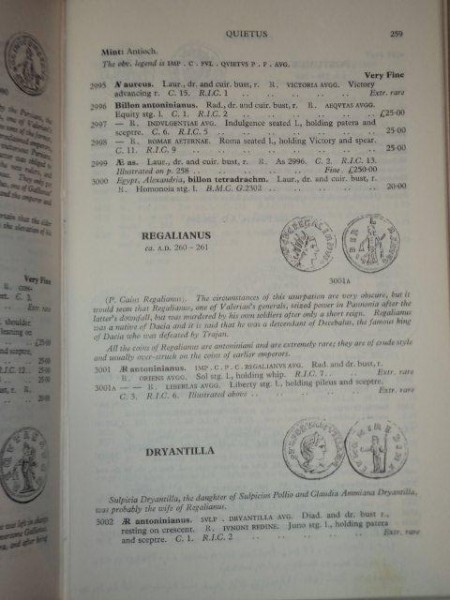 QUIETUS 259
Mint: Antioch.
The obv. legend is IMP . C . FVL . QVIETVS P . F . AVG.
Very Fine
2995 A/ aureus. Laur., dr. and cuir. bust, r. R. VICTORIA AVGG. Victory
advancing r. C. 15. R.I.C. 1 .. .. .. .. .. Extr. rare
2996 Billon antoninianus. Rad., dr. and cuir. bust, r. R. AEQVTAS AVGG.
Equity stg. l. C. 1. R.I.C. 2 .. .. .. .. £25·00
2997 — R. INDVLGENTIAE AVG. Indulgence seated l., holding patera and
sceptre. C. 6. R.I.C. 5 .. .. .. .. .. 25·00
2998 — R. ROMAE AETERNAE. Roma seated l., holding Victory and spear.
C. 11. R.I.C. 9 .. .. .. .. .. 25·00
2999 Æ as. Laur., dr. and cuir. bust, r. R. As 2996. C. 2. R.I.C. 13.
Illustrated on p. 258 .. .. .. .. Fine £250·00
3000 Egypt, Alexandria, billon tetradrachm. Laur., dr. and cuir. bust, r.
R. Homonoia stg. l. B.M.C. G.2302 .. .. .. 20·00
REGALIANUS
ca. A.D. 260 – 261
3001A
(P. Caius Regalianus). The circumstances of this usurpation are very obscure, but it
would seem that Regalianus, one of Valerian's generals, seized power in Pannonia after the
latter's downfall, but was murdered by his own soldiers after only a short reign. Regalianus
was a native of Dacia and it is said that he was a descendant of Decebalus, the famous king
of Dacia who was defeated by Trajan.
All the coins of Regalianus are antoniniani and are extremely rare; they are of crude style
and usually over-struck on the coins of earlier emperors.
3001 Æ antoninianus. IMP . C . P . C . REGALIANVS AVG. Rad. and dr. bust, r.
R. ORIENS AVGG. Sol stg. l., holding whip. R.I.C. 7 .. .. Extr. rare
3001A — — R. LIBERLAS AVGG. Liberty stg. l., holding pileus and sceptre.
C. 5. R.I.C. 6. Illustrated above .. .. .. .. Extr. rare
DRYANTILLA
Sulpicia Dryantilla, the daughter of Sulpicius Pollio and Claudia Ammiana Dryantilla,
was probably the wife of Regalianus.
3002 Æ antoninianus. SVLP . DRYANTILLA AVG. Diad. and dr. bust r.,
resting on crescent. R. IVNONI REDINE. Juno stg. l., holding patera
and sceptre. C. 1. R.I.C. 2 .. .. .. .. Extr. rare